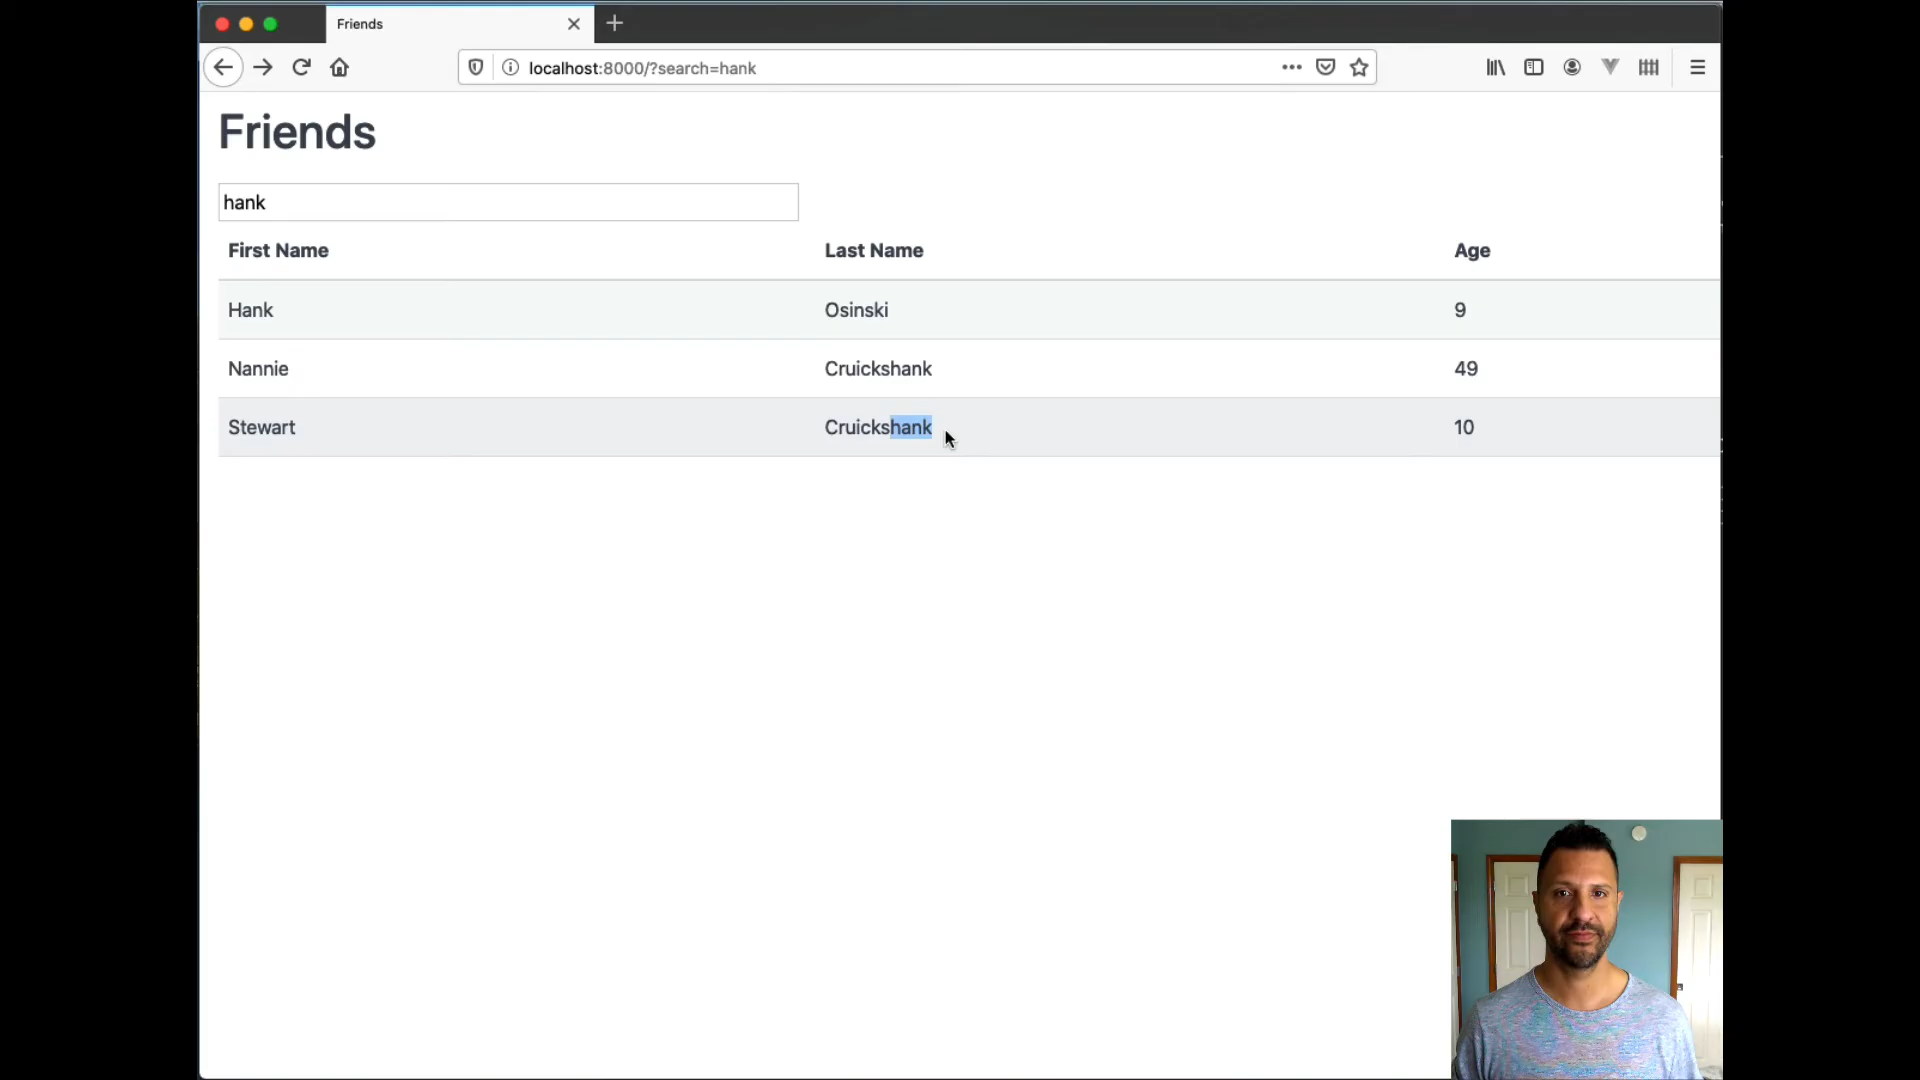 Friends
localhost:8000/?search=hank
Friends
hank
First Name Last Name Age
Hank Osinski 9
Nannie Cruickshank 49
Stewart Cruickshank 10